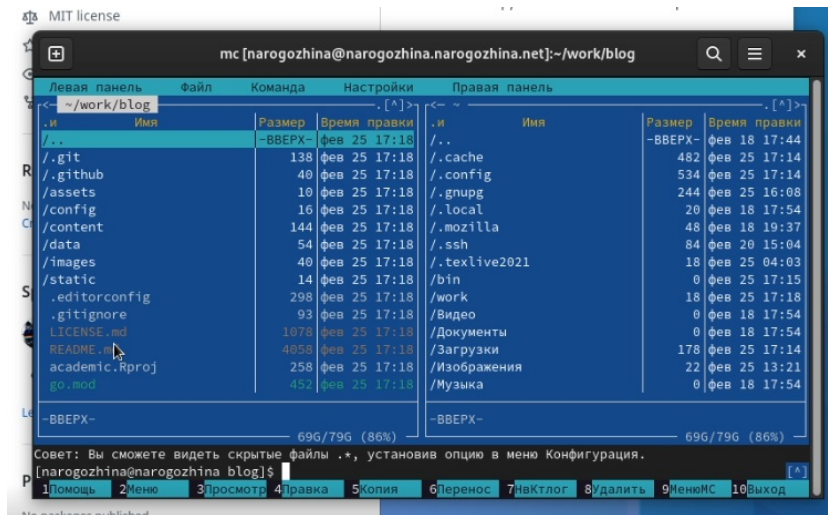 MIT license
mc [narogozhina@narogozhina.narogozhina.net]:~/work/blog
Левая панель Файл Команда Настройки Правая панель
<- ~/work/blog .[^]> <- ~ .[^]>
.и Имя Размер Время правки .и Имя Размер Время правки
/.. -ВВЕРХ- фев 25 17:18 /.. -ВВЕРХ- фев 18 17:44
/.git 138 фев 25 17:18 /.cache 482 фев 25 17:14
/.github 40 фев 25 17:18 /.config 534 фев 25 17:14
/assets 10 фев 25 17:18 /.gnupg 244 фев 25 16:08
/config 16 фев 25 17:18 /.local 20 фев 18 17:54
/content 144 фев 25 17:18 /.mozilla 48 фев 18 19:37
/data 54 фев 25 17:18 /.ssh 84 фев 20 15:04
/images 40 фев 25 17:18 /.texlive2021 18 фев 25 04:03
/static 14 фев 25 17:18 /bin 0 фев 25 17:15
.editorconfig 298 фев 25 17:18 /work 18 фев 25 17:18
.gitignore 93 фев 25 17:18 /Видео 0 фев 18 17:54
LICENSE.md 1078 фев 25 17:18 /Документы 0 фев 18 17:54
README.md 4058 фев 25 17:18 /Загрузки 178 фев 25 17:14
academic.Rproj 258 фев 25 17:18 /Изображения 22 фев 25 13:21
go.mod 452 фев 25 17:18 /Музыка 0 фев 18 17:54
-ВВЕРХ- -ВВЕРХ-
69G/79G (86%) 69G/79G (86%)
Совет: Вы сможете видеть скрытые файлы .*, установив опцию в меню Конфигурация.
[narogozhina@narogozhina blog]$ [^]
1Помощь 2Меню 3Просмотр 4Правка 5Копия 6Перенос 7НвКтлог 8Удалить 9МенюMC 10Выход